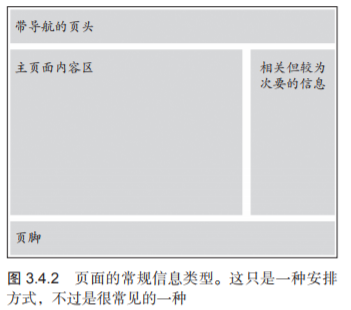 带导航的页头
主页面内容区
相关但较为
次要的信息
页脚
图 3.4.2 页面的常规信息类型。这只是一种安排
方式，不过是很常见的一种